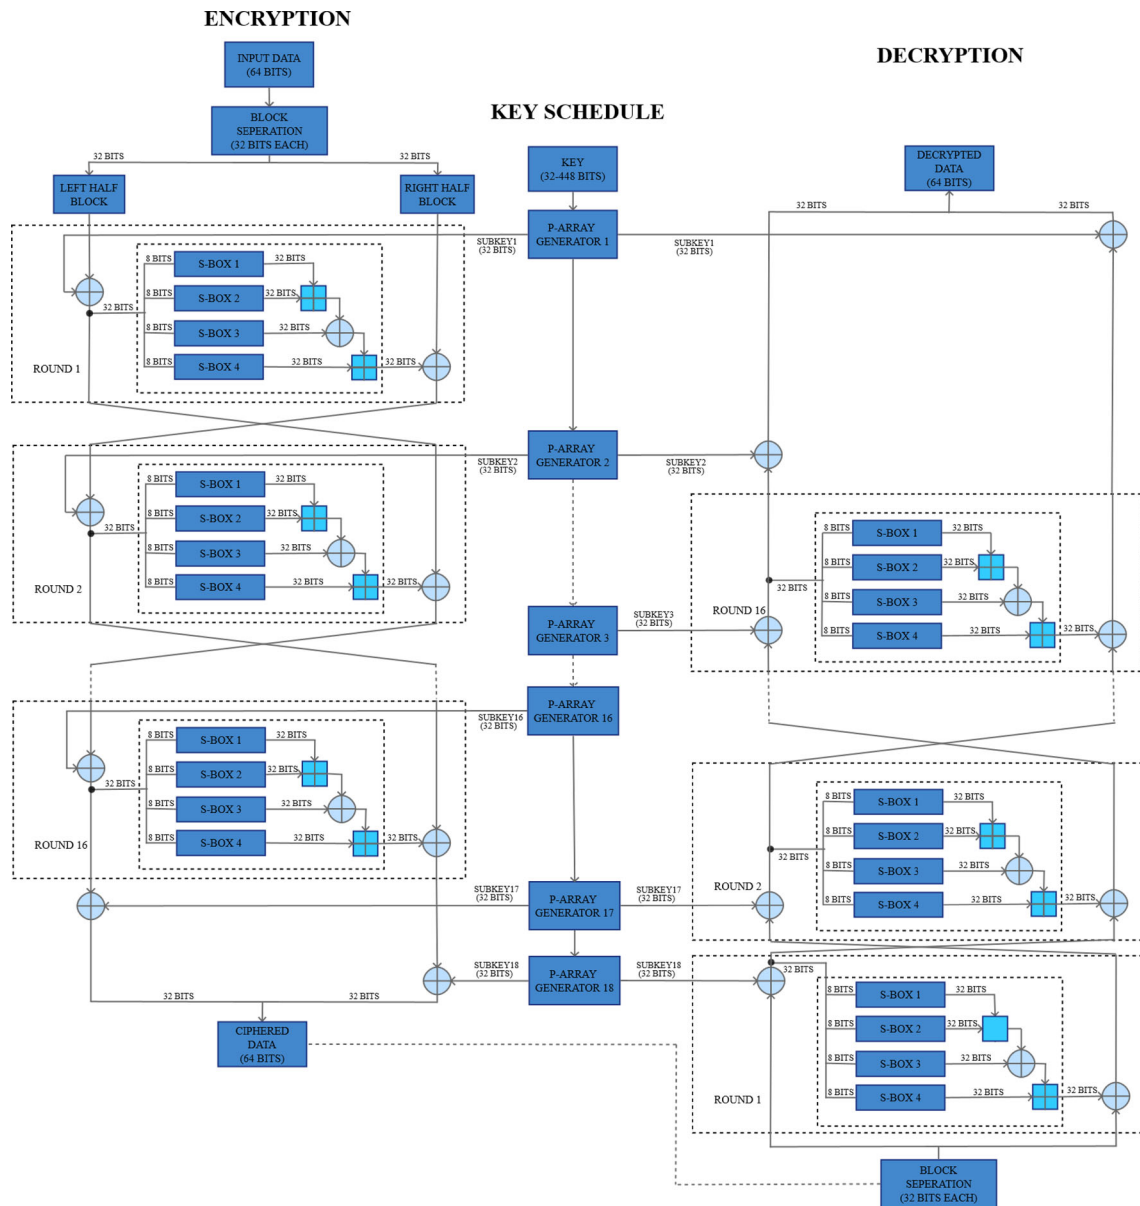 ENCRYPTION
DECRYPTION
KEY SCHEDULE
INPUT DATA
(64 BITS)
BLOCK
SEPERATION
(32 BITS EACH)
32 BITS
32 BITS
LEFT HALF
BLOCK
RIGHT HALF
BLOCK
KEY
(32-448 BITS)
DECRYPTED
DATA
(64 BITS)
32 BITS
32 BITS
P-ARRAY
GENERATOR 1
SUBKEY1
(32 BITS)
SUBKEY1
(32 BITS)
8 BITS
S-BOX 1
32 BITS
8 BITS
S-BOX 2
32 BITS
32 BITS
8 BITS
S-BOX 3
32 BITS
8 BITS
S-BOX 4
32 BITS
32 BITS
ROUND 1
P-ARRAY
GENERATOR 2
SUBKEY2
(32 BITS)
SUBKEY2
(32 BITS)
8 BITS
S-BOX 1
32 BITS
8 BITS
S-BOX 2
32 BITS
32 BITS
8 BITS
S-BOX 3
32 BITS
8 BITS
S-BOX 4
32 BITS
32 BITS
ROUND 2
P-ARRAY
GENERATOR 3
SUBKEY3
(32 BITS)
8 BITS
S-BOX 1
32 BITS
8 BITS
S-BOX 2
32 BITS
32 BITS
8 BITS
S-BOX 3
32 BITS
8 BITS
S-BOX 4
32 BITS
32 BITS
ROUND 16
P-ARRAY
GENERATOR 16
SUBKEY16
(32 BITS)
8 BITS
S-BOX 1
32 BITS
8 BITS
S-BOX 2
32 BITS
32 BITS
8 BITS
S-BOX 3
32 BITS
8 BITS
S-BOX 4
32 BITS
32 BITS
ROUND 16
8 BITS
S-BOX 1
32 BITS
8 BITS
S-BOX 2
32 BITS
32 BITS
8 BITS
S-BOX 3
32 BITS
8 BITS
S-BOX 4
32 BITS
32 BITS
ROUND 2
P-ARRAY
GENERATOR 17
SUBKEY17
(32 BITS)
SUBKEY17
(32 BITS)
P-ARRAY
GENERATOR 18
SUBKEY18
(32 BITS)
SUBKEY18
(32 BITS)
32 BITS
32 BITS
CIPHERED
DATA
(64 BITS)
32 BITS
8 BITS
S-BOX 1
32 BITS
8 BITS
S-BOX 2
32 BITS
8 BITS
S-BOX 3
32 BITS
8 BITS
S-BOX 4
32 BITS
32 BITS
ROUND 1
BLOCK
SEPERATION
(32 BITS EACH)